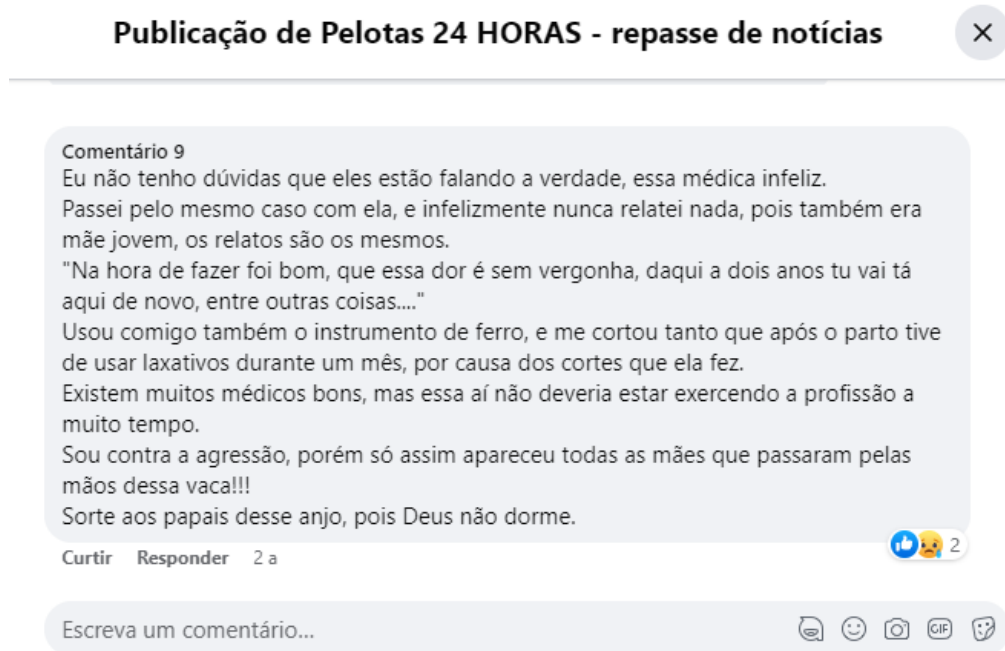 Publicação de Pelotas 24 HORAS - repasse de notícias
Comentário 9
Eu não tenho dúvidas que eles estão falando a verdade, essa médica infeliz.
Passei pelo mesmo caso com ela, e infelizmente nunca relatei nada, pois também era
mãe jovem, os relatos são os mesmos.
"Na hora de fazer foi bom, que essa dor é sem vergonha, daqui a dois anos tu vai tá
aqui de novo, entre outras coisas...."
Usou comigo também o instrumento de ferro, e me cortou tanto que após o parto tive
de usar laxativos durante um mês, por causa dos cortes que ela fez.
Existem muitos médicos bons, mas essa aí não deveria estar exercendo a profissão a
muito tempo.
Sou contra a agressão, porém só assim apareceu todas as mães que passaram pelas
mãos dessa vaca!!!
Sorte aos papais desse anjo, pois Deus não dorme.
Curtir Responder 2 a 2
Escreva um comentário... GIF